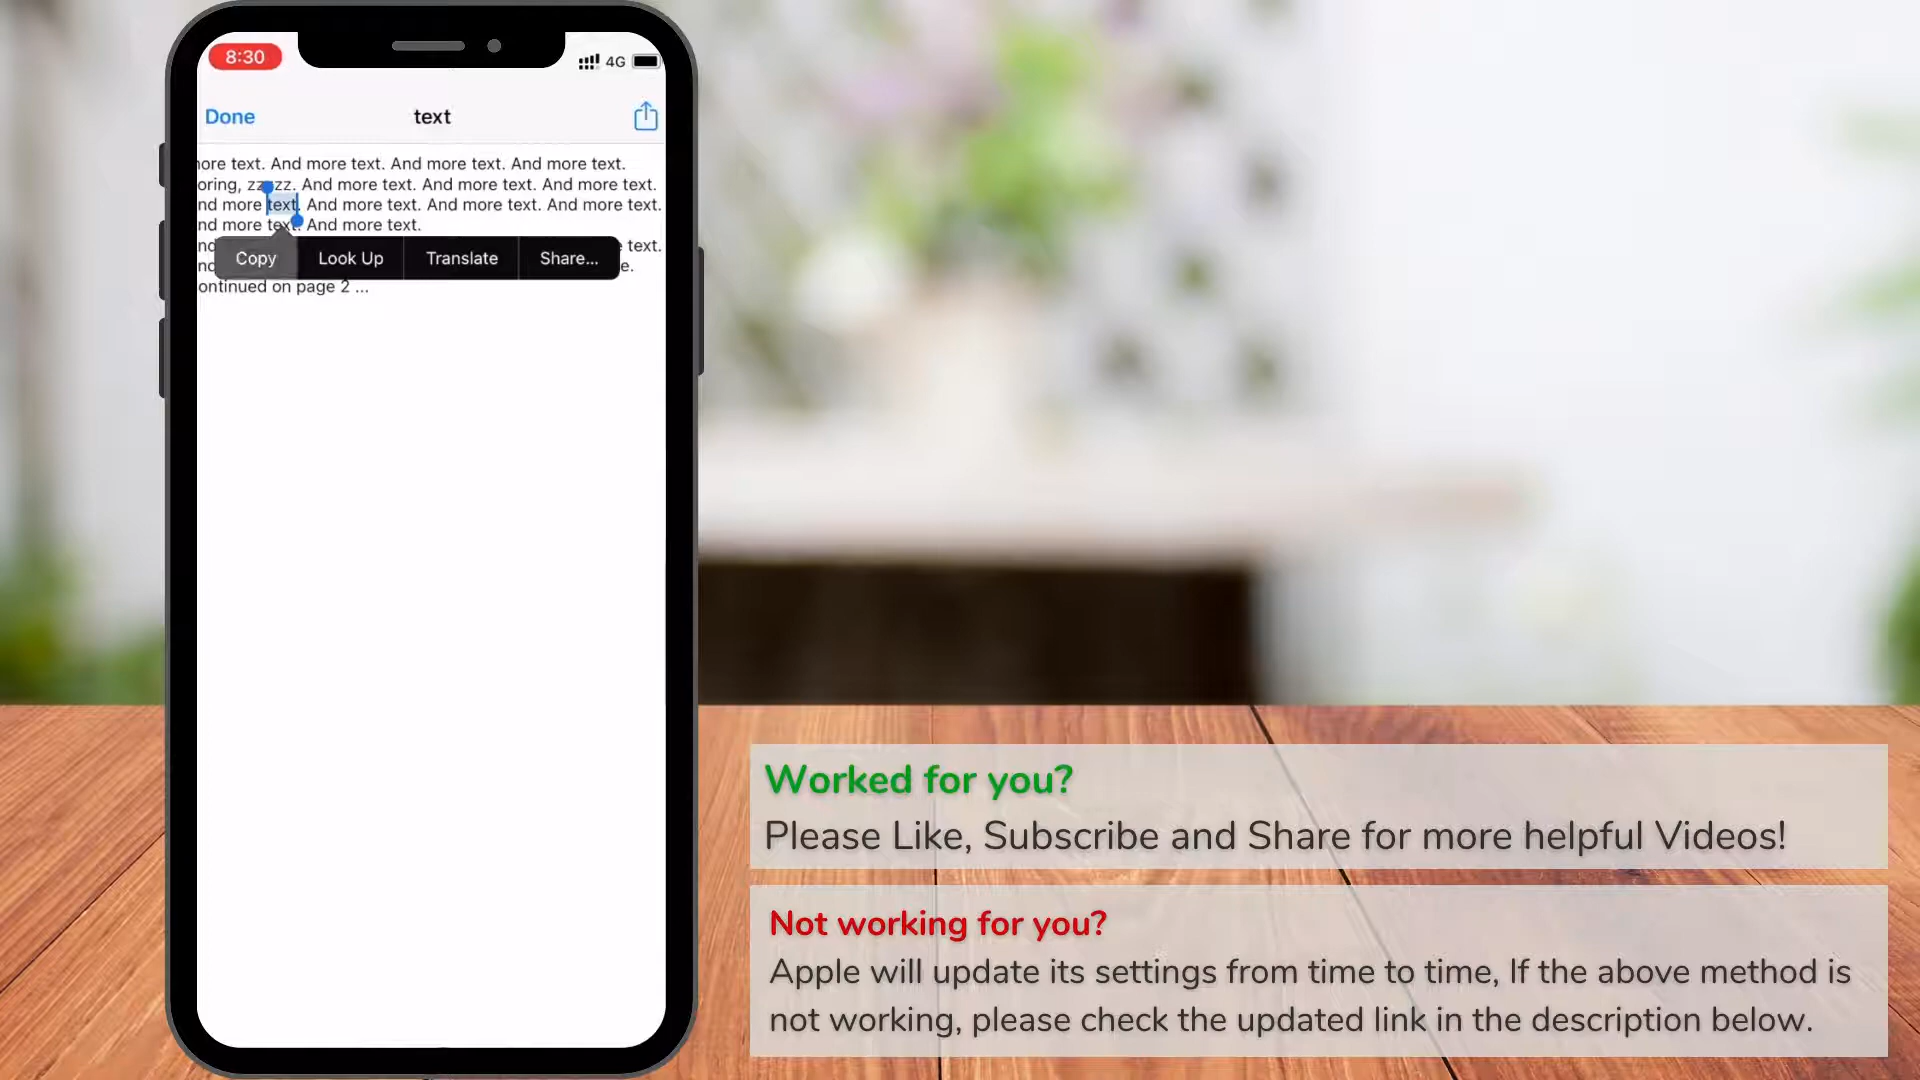 8:30
4G
Done
text
ore text. And more text. And more text. And more text.
oring, zzzzz. And more text. And more text. And more text.
nd more text. And more text. And more text. And more text.
nd more text. And more text.
text.
e.
Copy
Look Up
Translate
Share...
ontinued on page 2 ...
Worked for you?
Please Like, Subscribe and Share for more helpful Videos!
Not working for you?
Apple will update its settings from time to time, If the above method is
not working, please check the updated link in the description below.